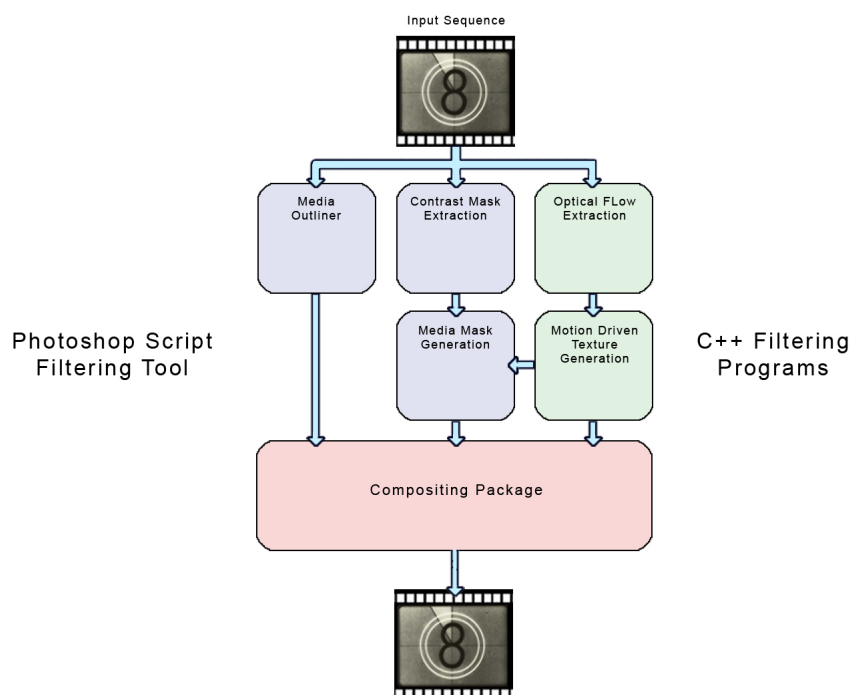 Input Sequence
8
Media
Outliner
Contrast Mask
Extraction
Optical FLow
Extraction
Photoshop Script
Filtering Tool
Media Mask
Generation
Motion Driven
Texture
Generation
C++ Filtering
Programs
Compositing Package
8